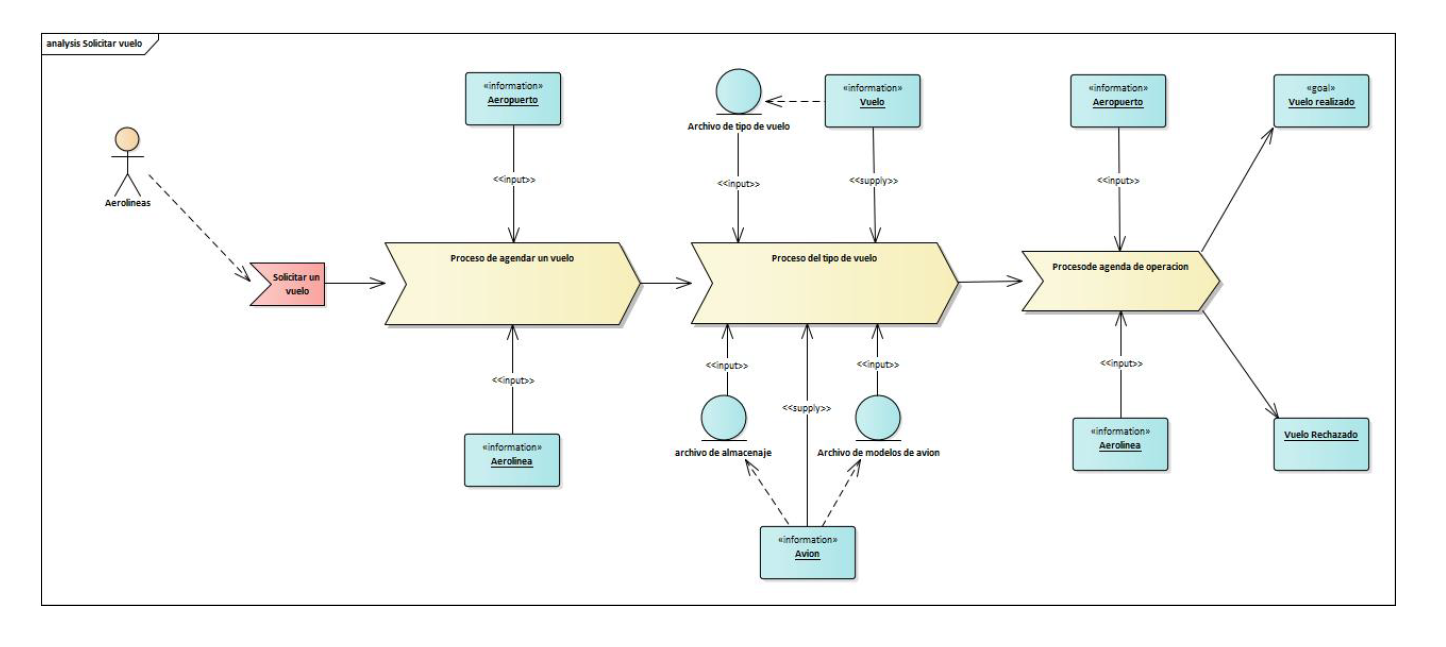 analysis Solicitar vuelo
«information»
Aeropuerto
«information»
Vuelo
«information»
Aeropuerto
«goal»
Vuelo realizado
Archivo de tipo de vuelo
<<input>>
<<input>>
<<supply>>
<<input>>
Aerolineas
Proceso de agendar un vuelo
Proceso del tipo de vuelo
Procesode agenda de operacion
Solicitar un
vuelo
<<input>>
<<input>>
<<supply>>
<<input>>
<<input>>
«information»
Aerolinea
archivo de almacenaje
Archivo de modelos de avion
«information»
Aerolinea
Vuelo Rechazado
«information»
Avion